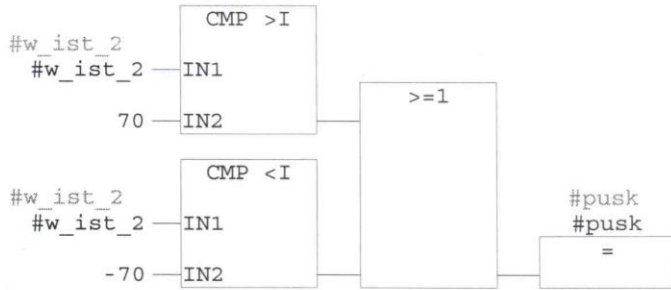 CMP >I
#w_ist_2
#w_ist_2
IN1
70
IN2
>=1
CMP <I
#w_ist_2
#w_ist_2
IN1
-70
IN2
#pusk
#pusk
=